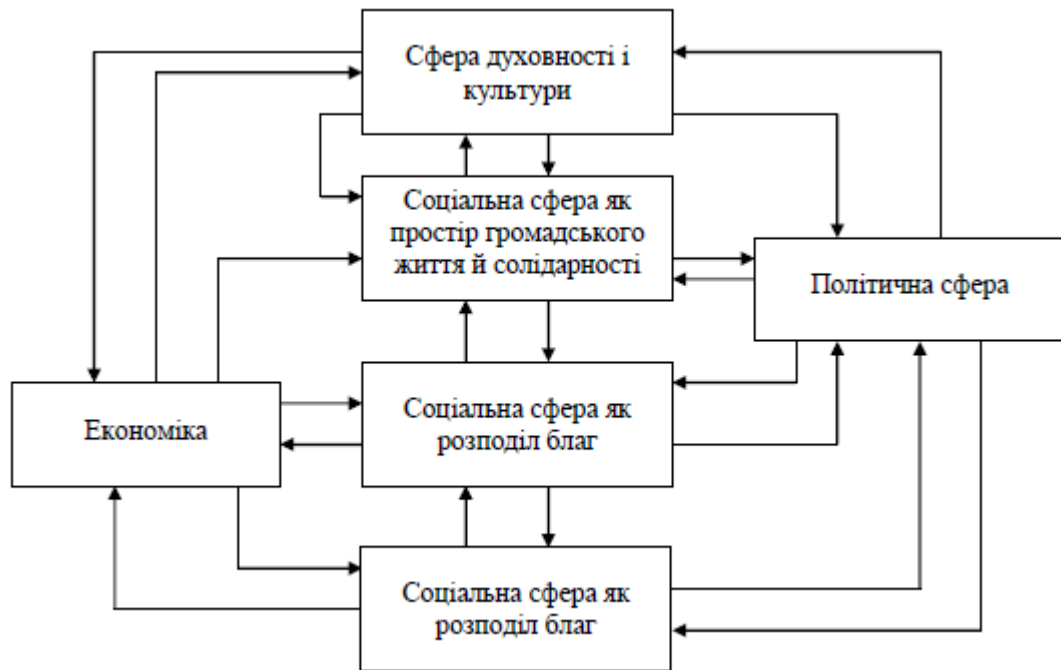 Сфера духовності і
культури
Соціальна сфера як
простір громадського
життя й солідарності
Політична сфера
Економіка
Соціальна сфера як
розподіл благ
Соціальна сфера як
розподіл благ